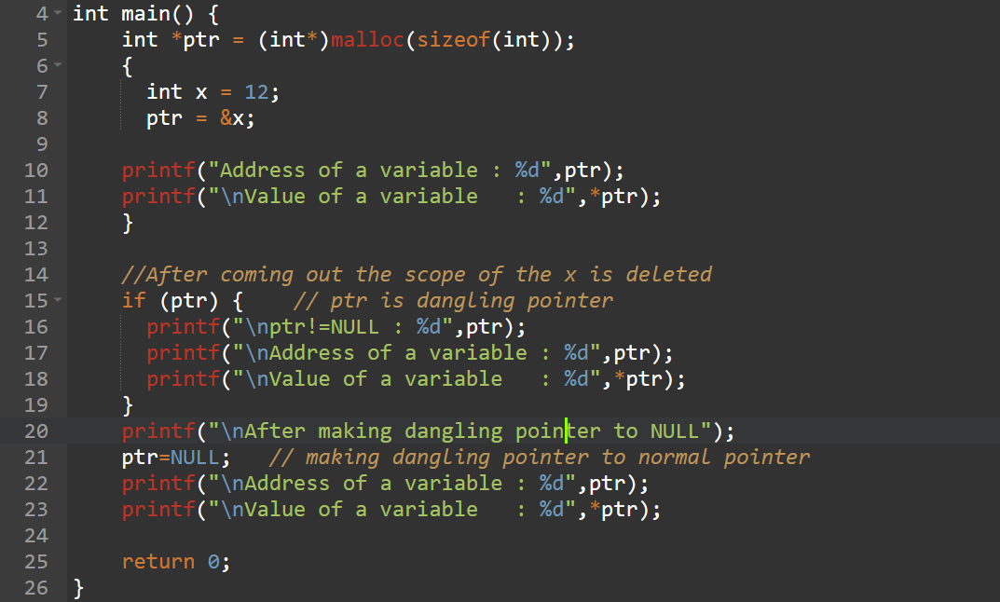 4 int main() {
5 int *ptr = (int*)malloc(sizeof(int));
6 {
7 int x = 12;
8 ptr = &x;
9
10 printf("Address of a variable : %d",ptr);
11 printf("\nValue of a variable   : %d",*ptr);
12 }
13
14 //After coming out the scope of the x is deleted
15 if (ptr) {    // ptr is dangling pointer
16 printf("\nptr!=NULL : %d",ptr);
17 printf("\nAddress of a variable : %d",ptr);
18 printf("\nValue of a variable   : %d",*ptr);
19 }
20 printf("\nAfter making dangling pointer to NULL");
21 ptr=NULL;   // making dangling pointer to normal pointer
22 printf("\nAddress of a variable : %d",ptr);
23 printf("\nValue of a variable   : %d",*ptr);
24
25 return 0;
26 }